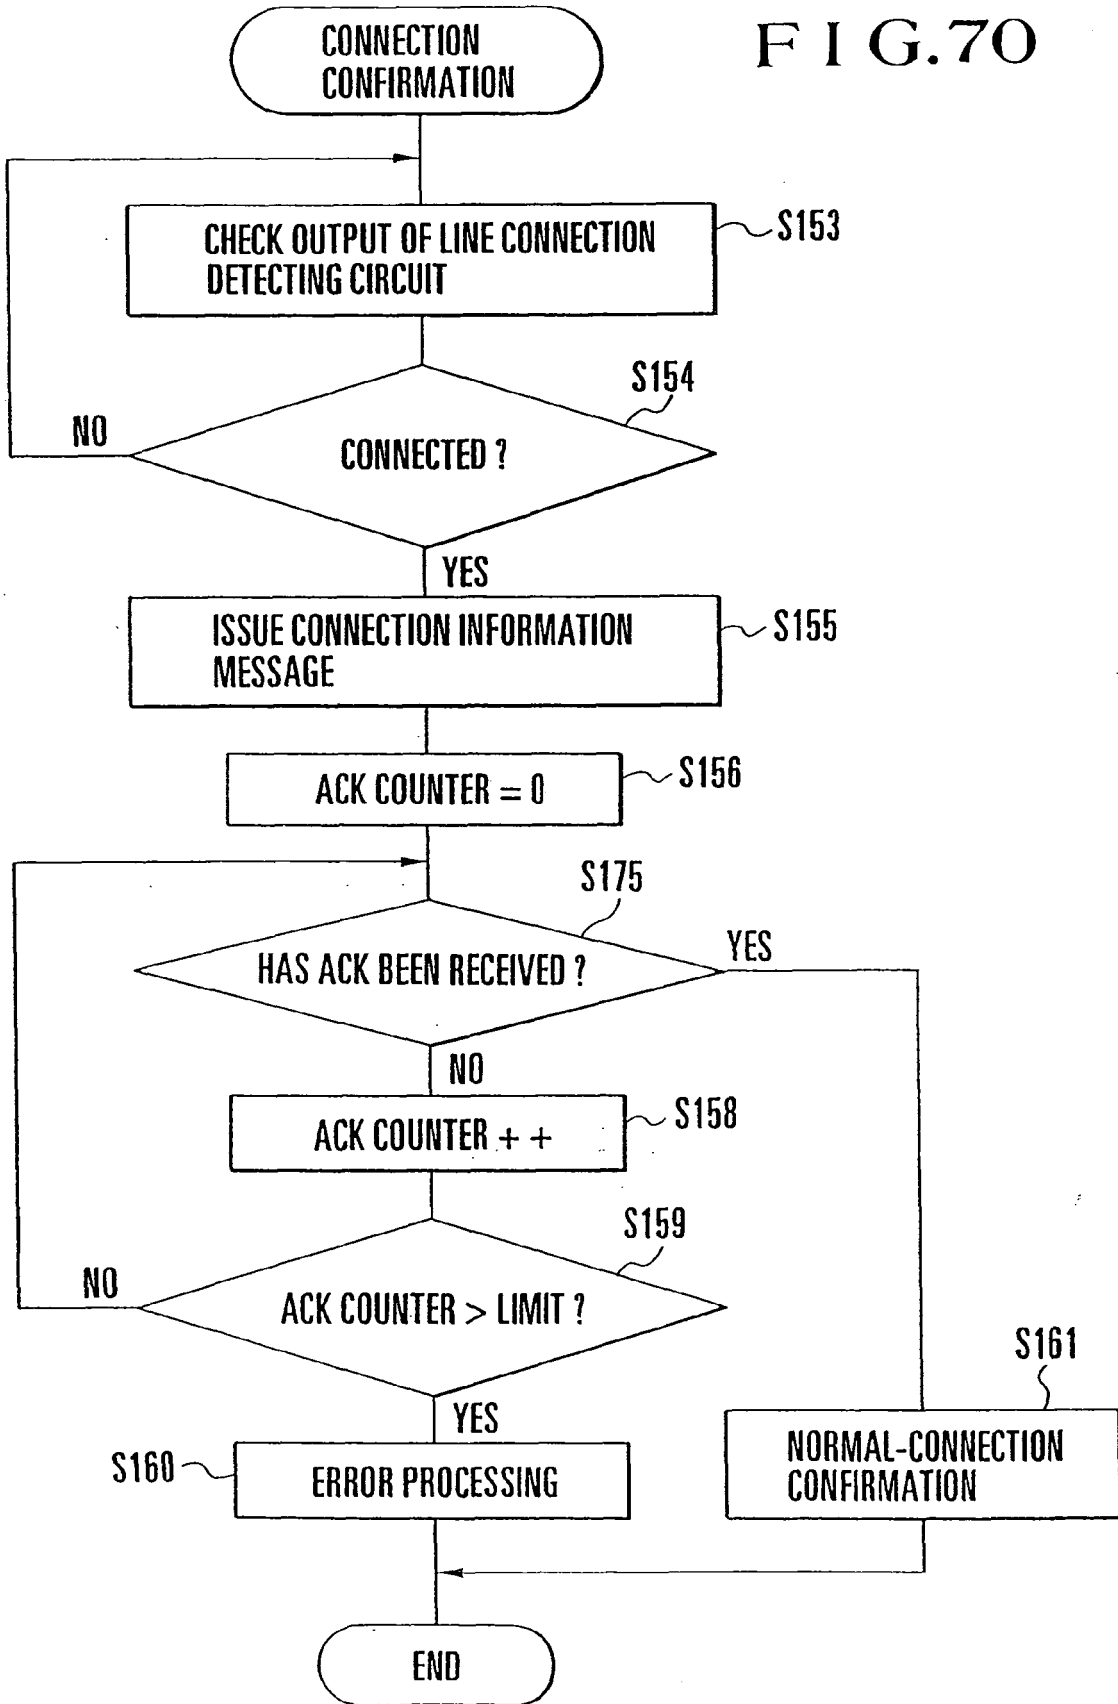 FIG.70
CONNECTION
CONFIRMATION
CHECK OUTPUT OF LINE CONNECTION
DETECTING CIRCUIT
S153
S154
NO
CONNECTED ?
YES
ISSUE CONNECTION INFORMATION
MESSAGE
S155
ACK COUNTER = 0
S156
S175
HAS ACK BEEN RECEIVED ?
YES
NO
ACK COUNTER + +
S158
S159
NO
ACK COUNTER > LIMIT ?
YES
S161
S160
ERROR PROCESSING
NORMAL-CONNECTION
CONFIRMATION
END